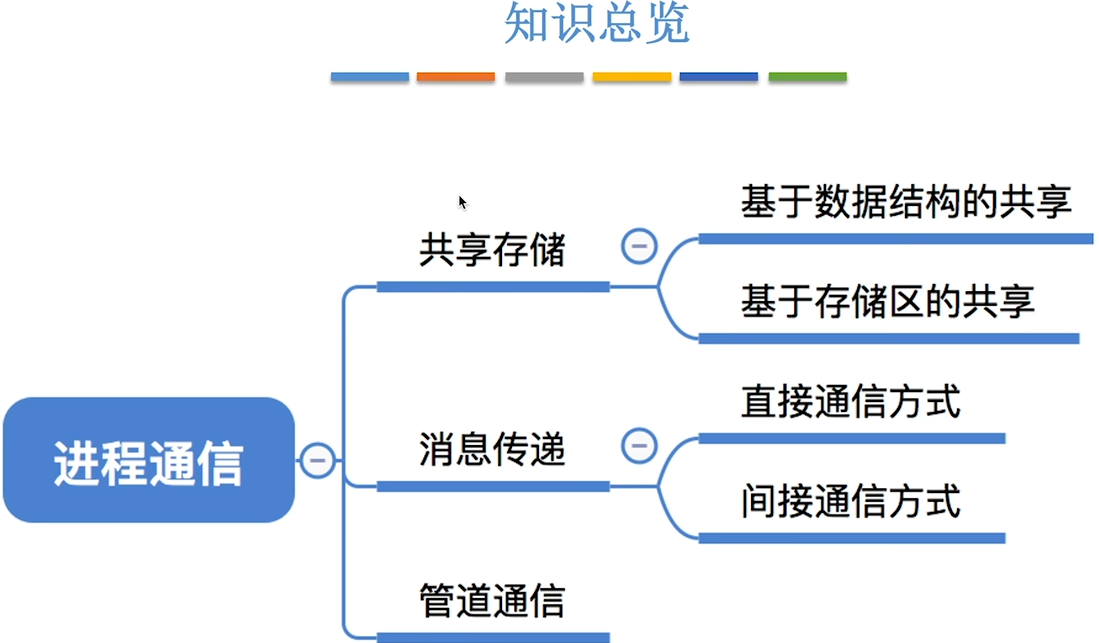 知识总览
基于数据结构的共享
共享存储
基于存储区的共享
直接通信方式
消息传递
进程通信
间接通信方式
管道通信